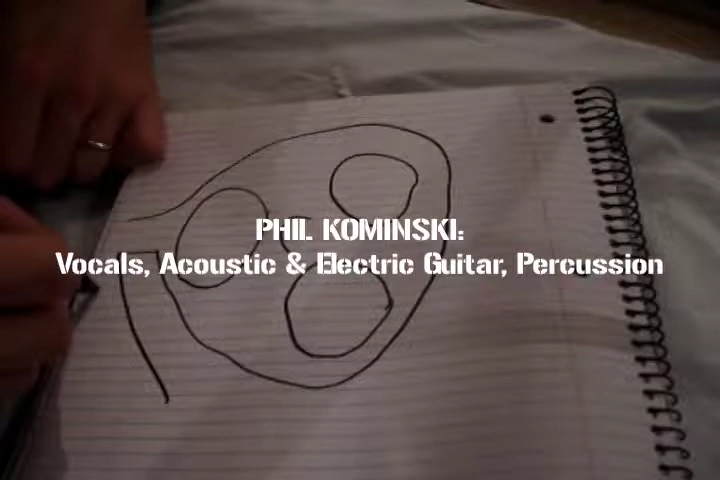 PHIL KOMINSKI:
Vocals, Acoustic & Electric Guitar, Percussion